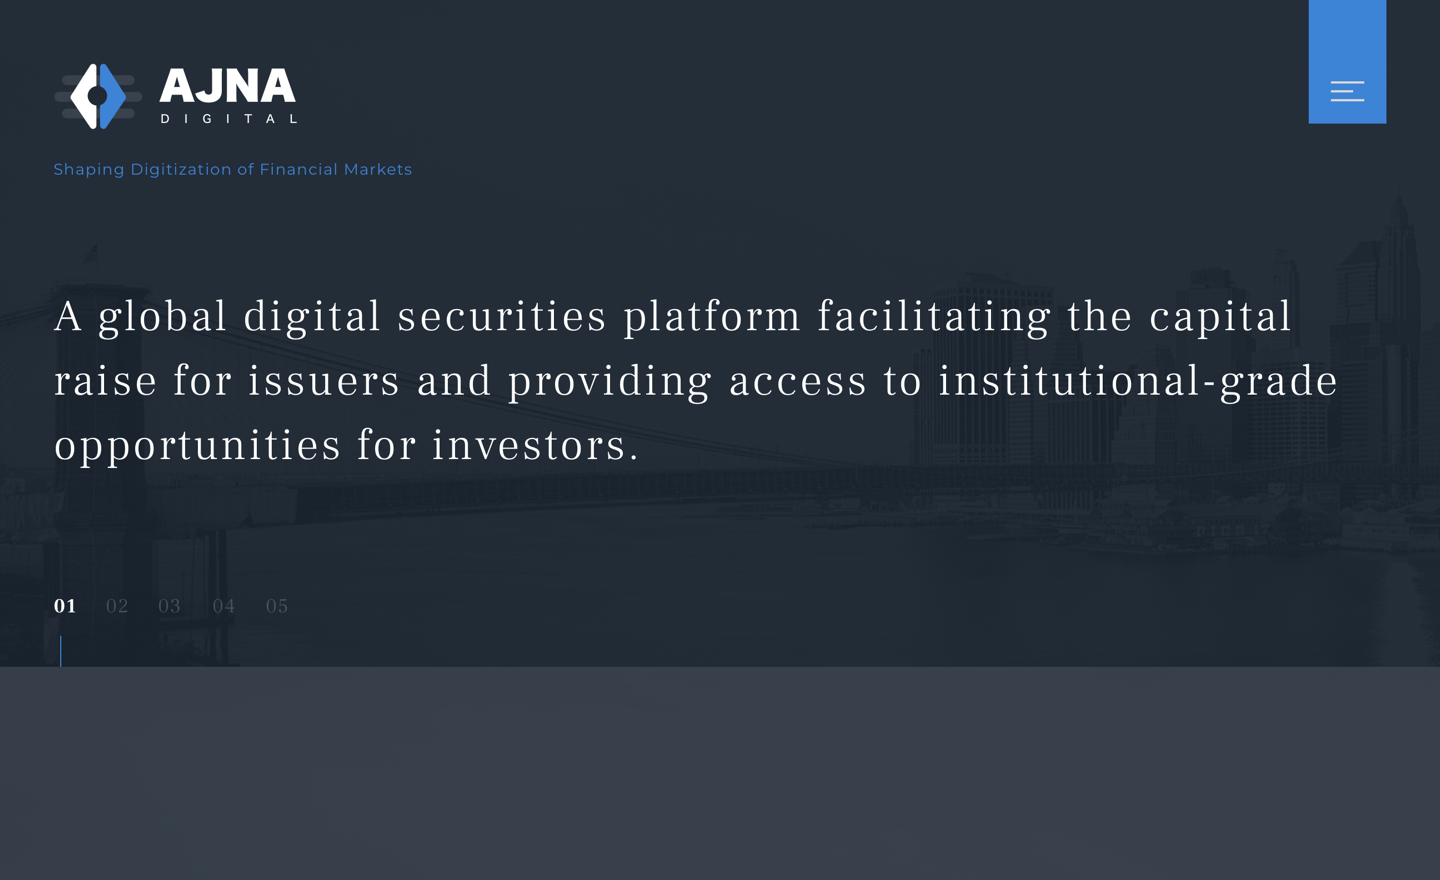 AJNA
DIGITAL
Shaping Digitization of Financial Markets
A global digital securities platform facilitating the capital
raise for issuers and providing access to institutional-grade
opportunities for investors.
01 02 03 04 05